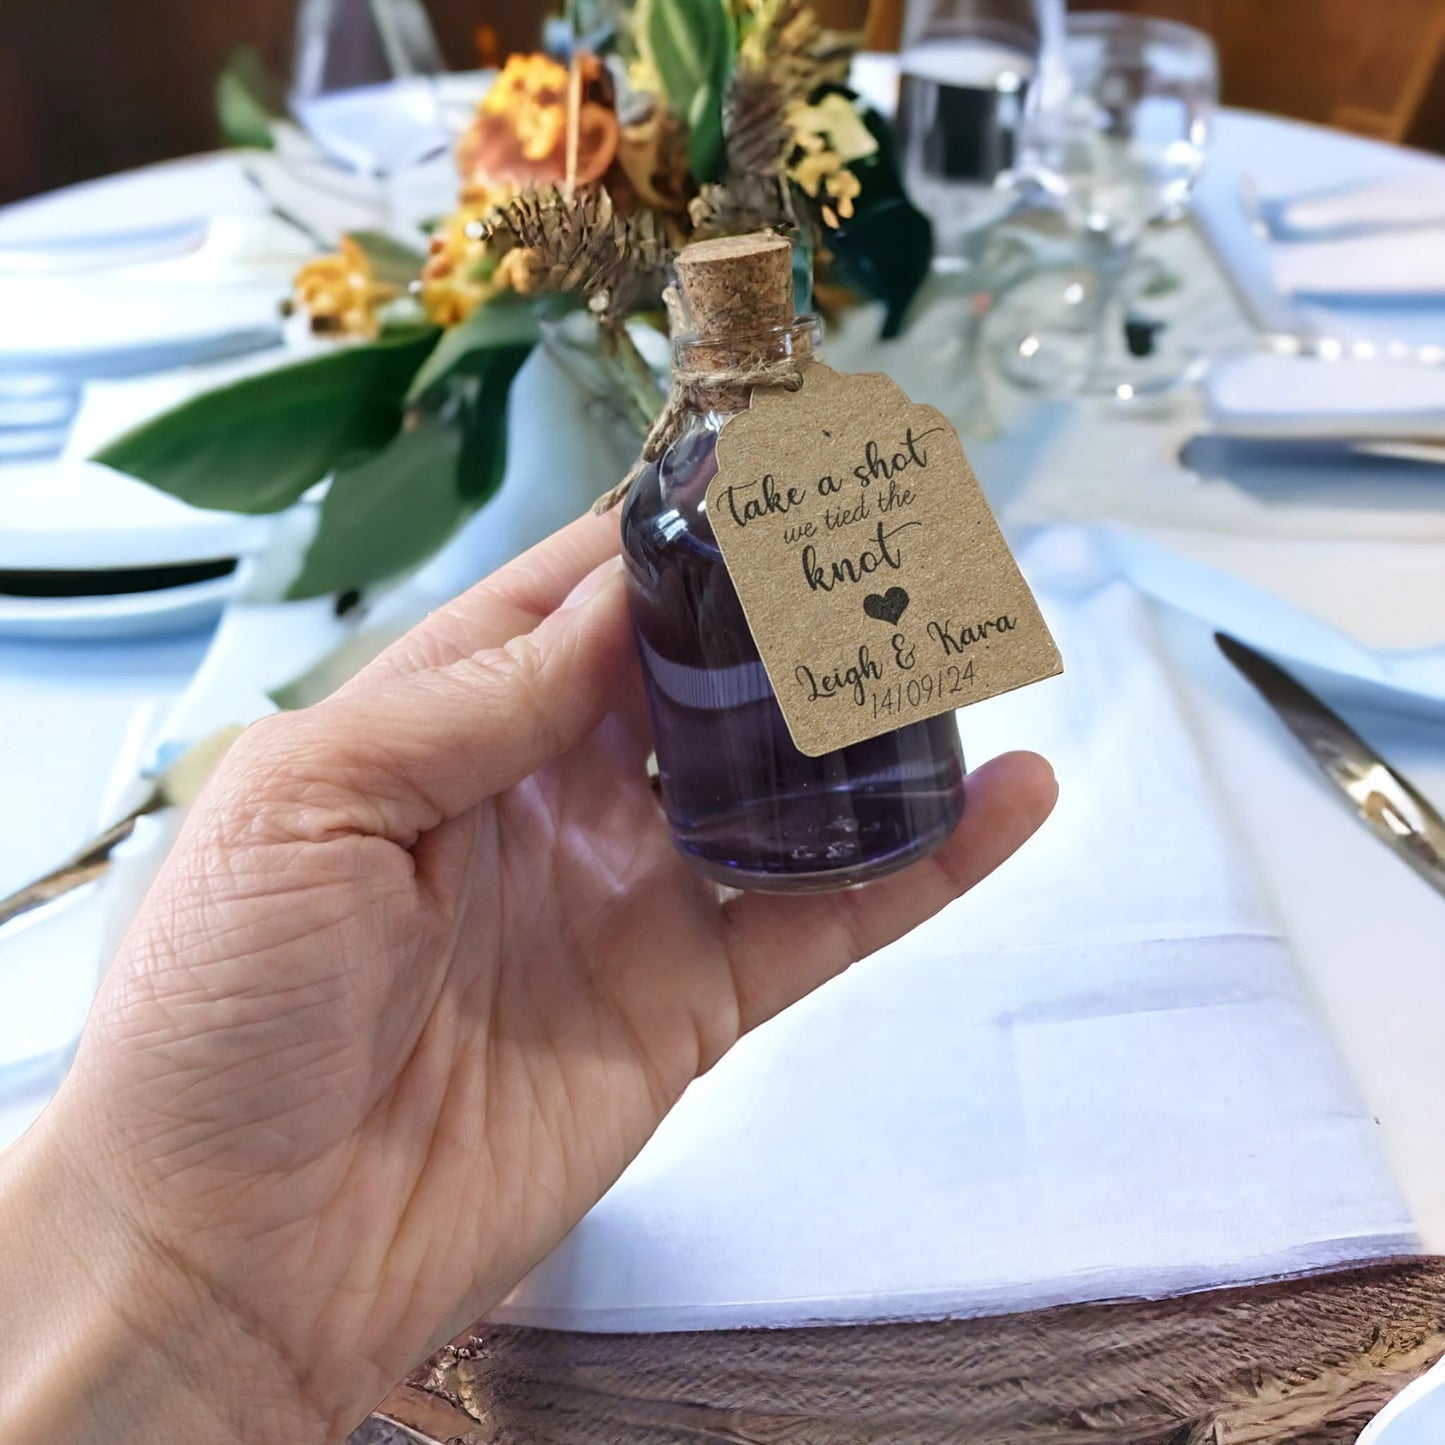 Take a shot
we tied the
knot
Leigh & Kara
14/09/24